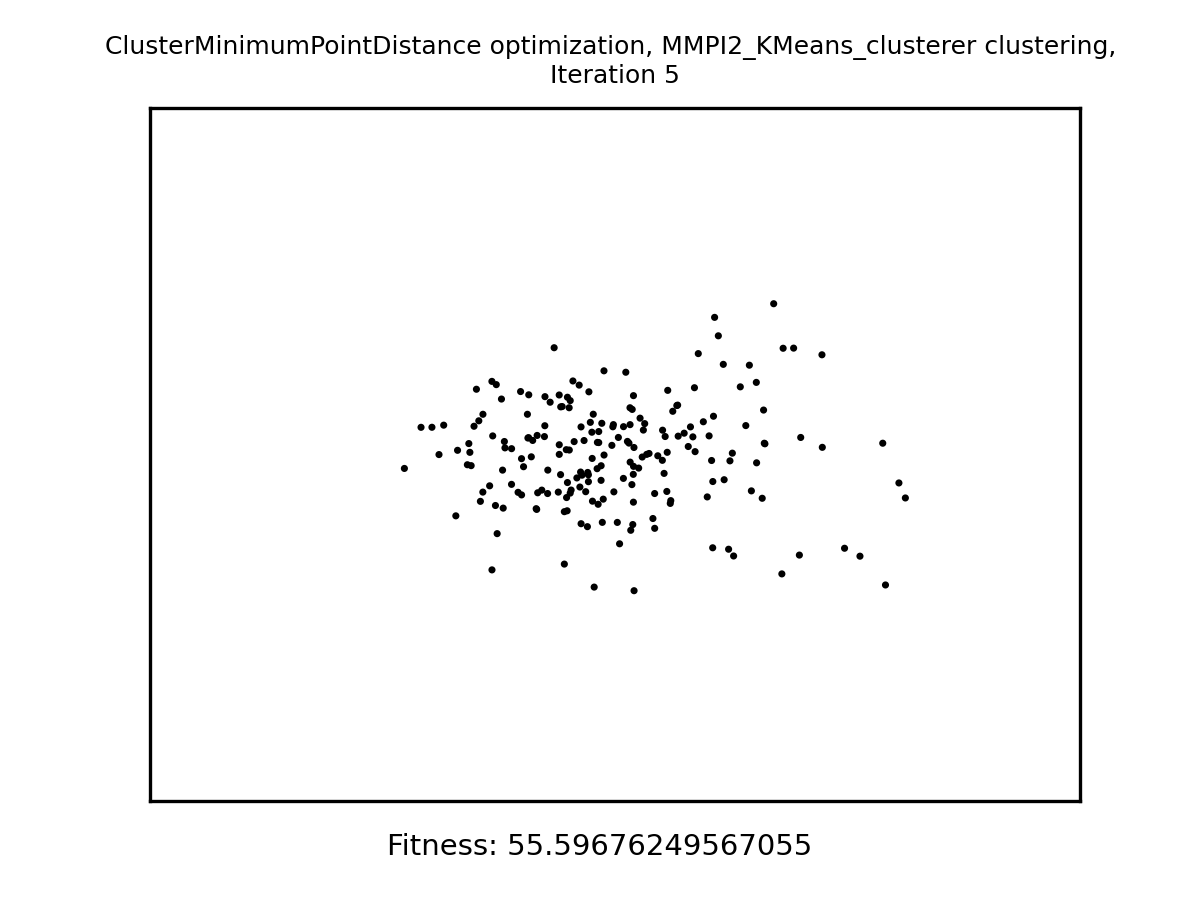 ClusterMinimumPointDistance optimization, MMPI2_KMeans_clusterer clustering,
Iteration 5
Fitness: 55.59676249567055